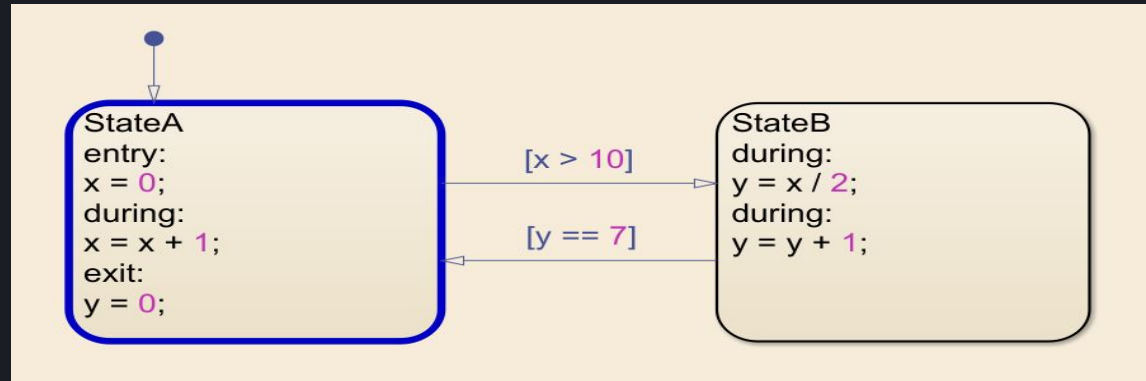 StateA
entry:
x = 0;
during:
x = x + 1;
exit:
y = 0;
[x > 10]
[y == 7]
StateB
during:
y = x / 2;
during:
y = y + 1;